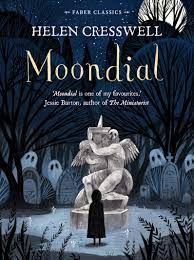 FABER CLASSICS
HELEN CRESSWELL
Moondial
'Moondial is one of my favourites.'
Jessie Burton, author of The Miniaturist